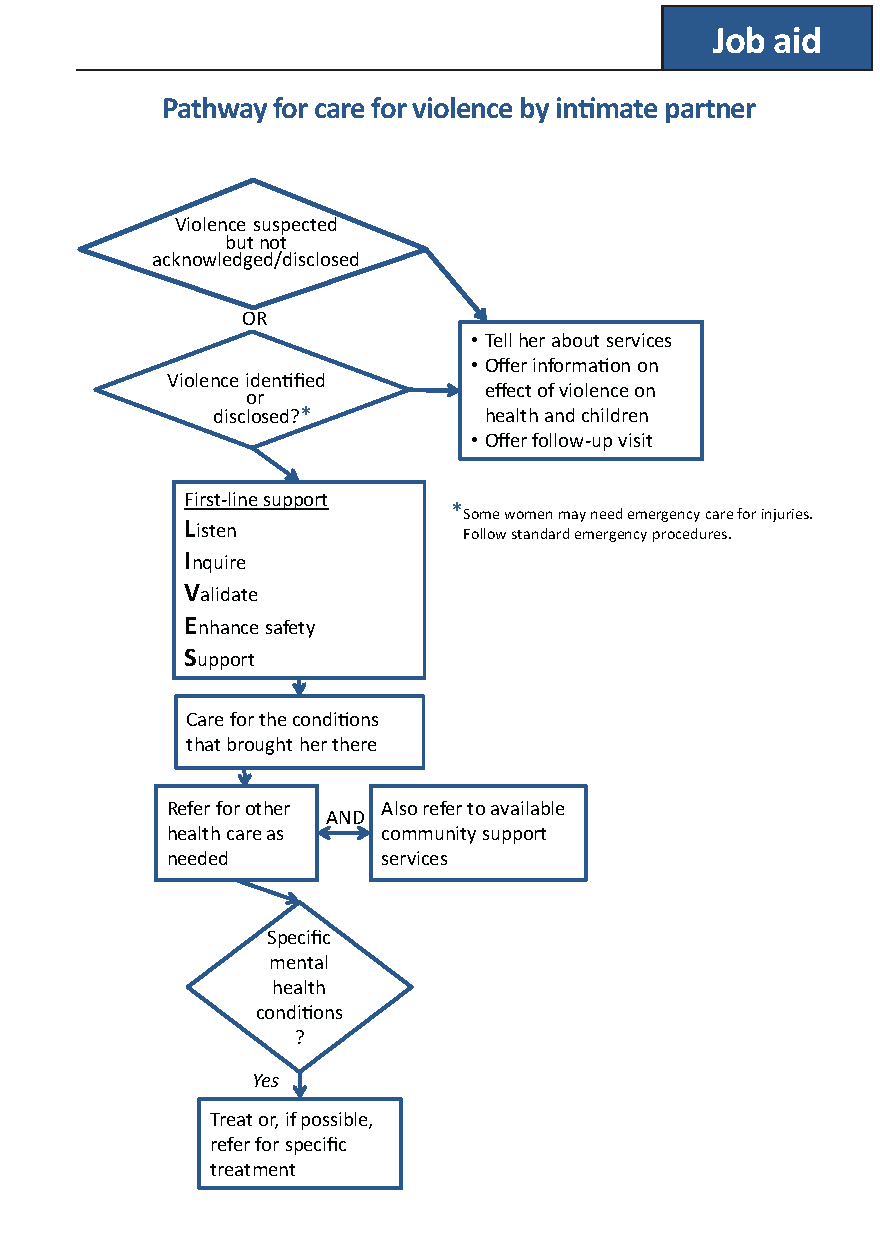 Job aid
Pathway for care for violence by intimate partner
Violence suspected
but not
acknowledged/disclosed
OR
Violence identified
or
disclosed?*
• Tell her about services
• Offer information on
effect of violence on
health and children
• Offer follow-up visit
First-line support
Listen
Inquire
Validate
Enhance safety
Support
*Some women may need emergency care for injuries.
Follow standard emergency procedures.
Care for the conditions
that brought her there
Refer for other
health care as
needed
AND
Also refer to available
community support
services
Specific
mental
health
conditions
?
Yes
Treat or, if possible,
refer for specific
treatment